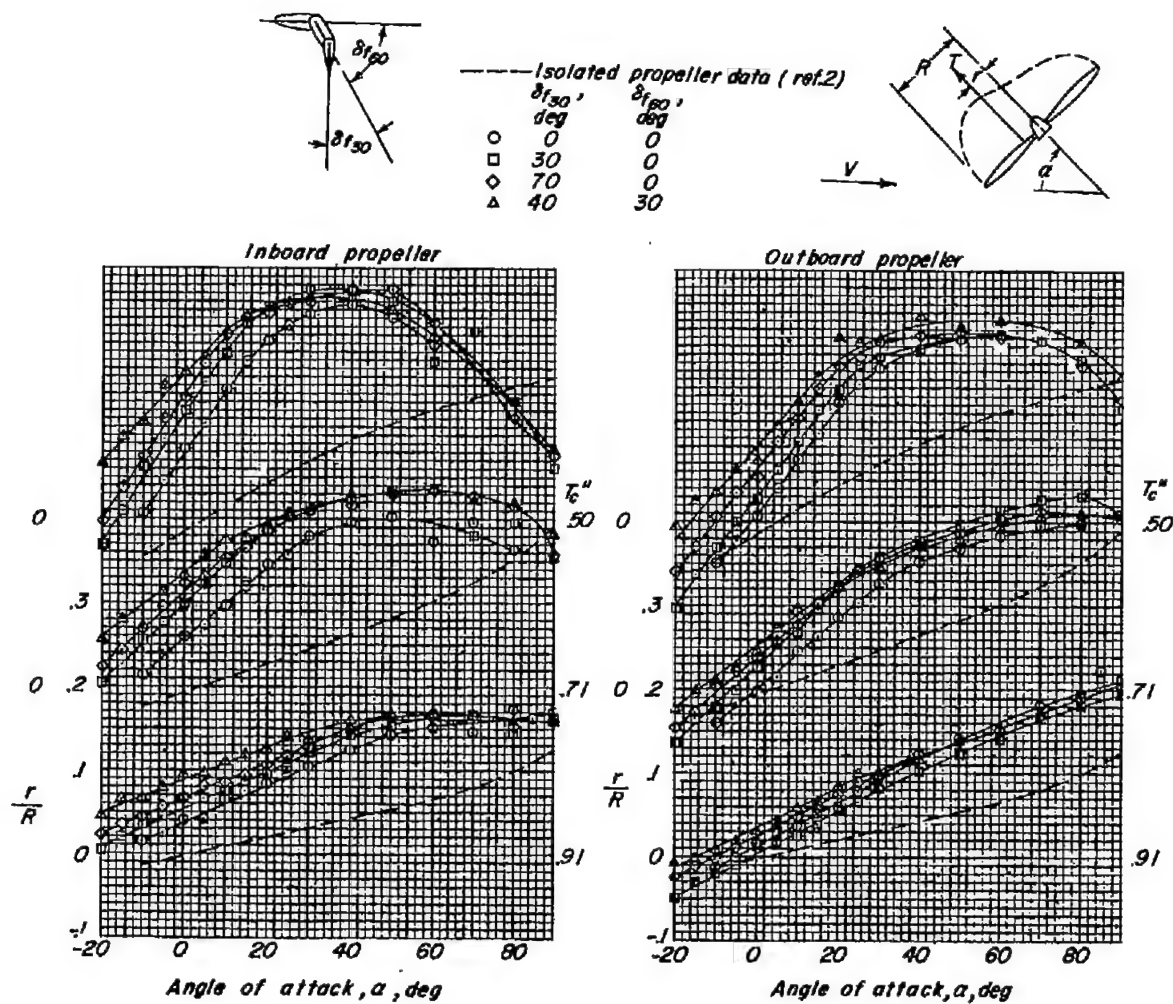 δf60
δf30
Isolated propeller data (ref.2)
δf30, δf60,
deg deg
0 0
30 0
70 0
40 30
R
T
r
V
α
Inboard propeller
Outboard propeller
0
.3
0 .2
.1
r/R
0
-.1
Tc"
.50
.71
.91
-20 0 20 40 60 80
Angle of attack, α, deg
0
.3
0 .2
.1
r/R
0
-.1
Tc"
.50
.71
.91
-20 0 20 40 60 80
Angle of attack, α, deg